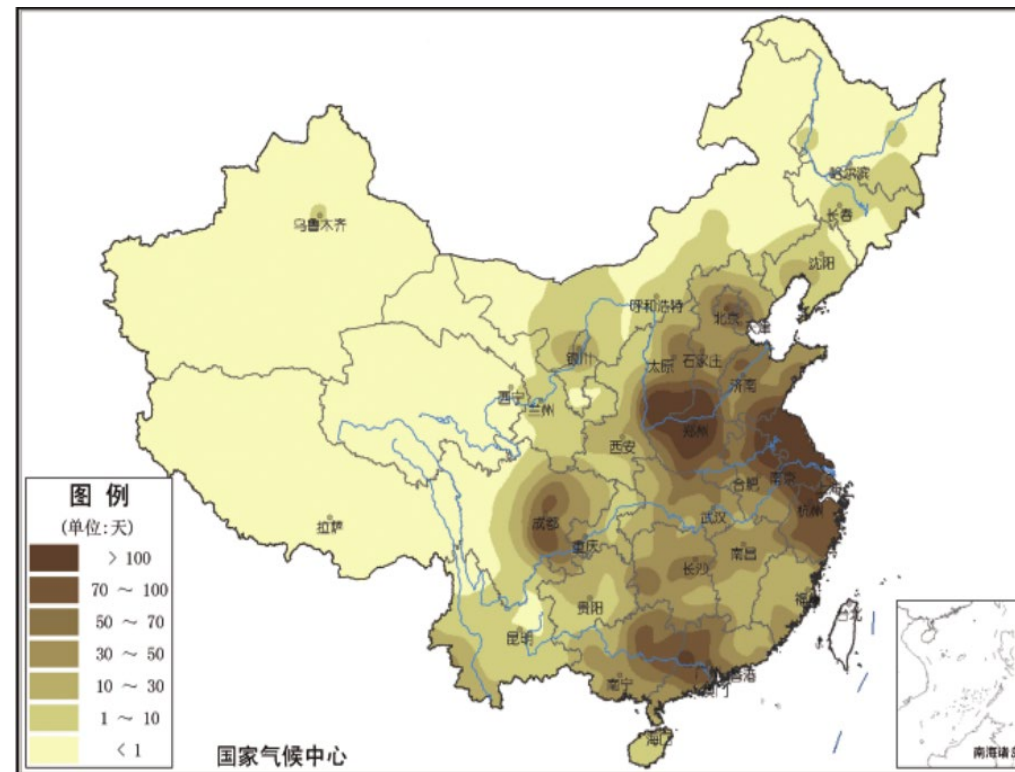 哈尔滨
长春
乌鲁木齐
沈阳
呼和浩特
北京
天津
银川
太原
石家庄
济南
西宁
兰州
郑州
西安
合肥
南京
上海
成都
武汉
杭州
拉萨
重庆
南昌
长沙
贵阳
福州
台北
昆明
南宁
香港
澳门
海口
图 例
(单位:天)
> 100
70 ~ 100
50 ~ 70
30 ~ 50
10 ~ 30
1 ~ 10
< 1
国家气候中心
南海诸岛